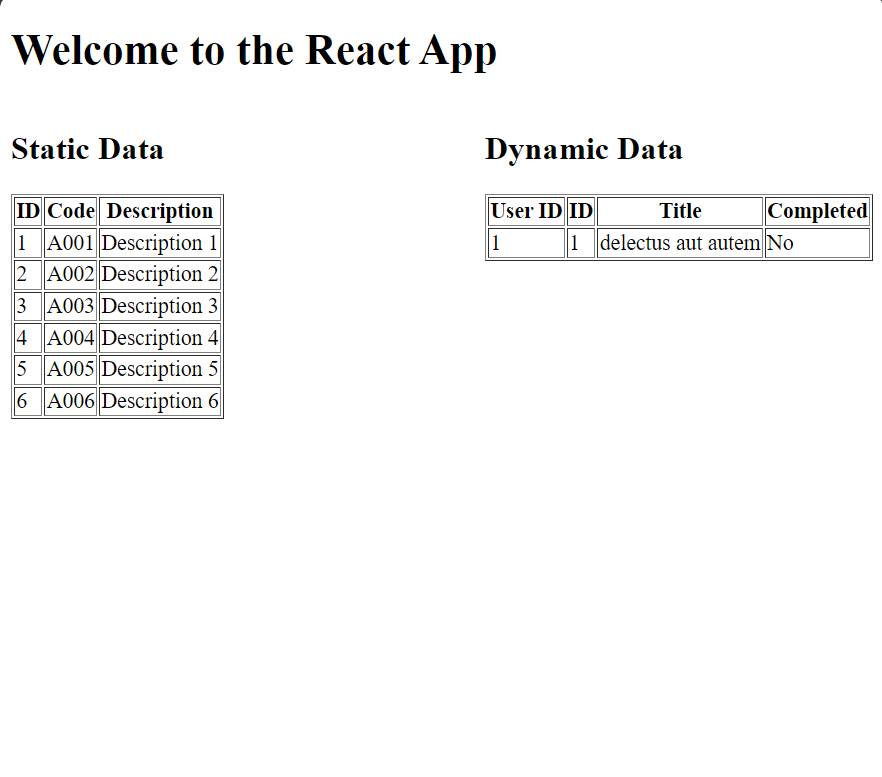 Welcome to the React App
Static Data
ID Code Description
1 A001 Description 1
2 A002 Description 2
3 A003 Description 3
4 A004 Description 4
5 A005 Description 5
6 A006 Description 6
Dynamic Data
User ID ID Title Completed
1 1 delectus aut autem No